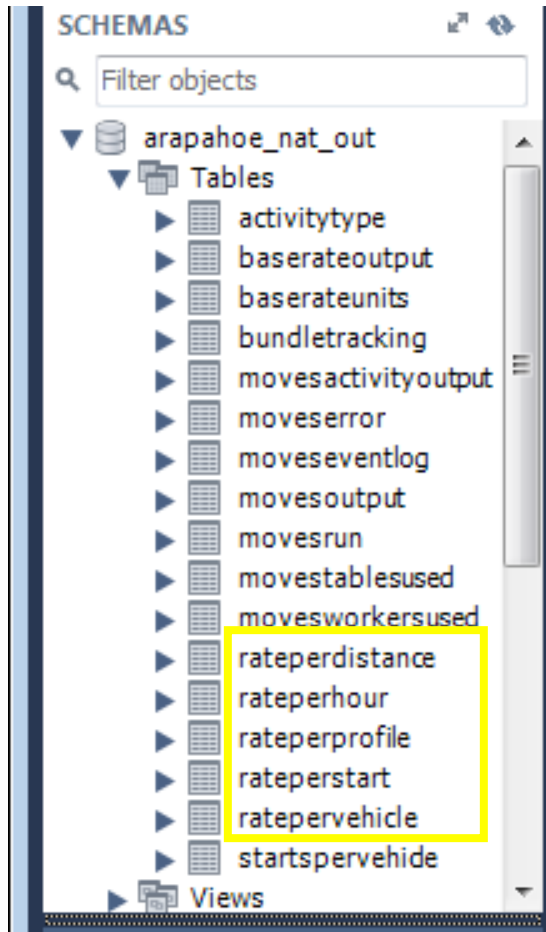 SCHEMAS
Filter objects
arapahoe_nat_out
Tables
activitytype
baserateoutput
baserateunits
bundletracking
movesactivityoutput
moveserror
moveseventlog
movesoutput
movesrun
movestablesused
movesworkersused
rateperdistance
rateperhour
rateperprofile
rateperstart
ratepervehicle
startspervehide
Views